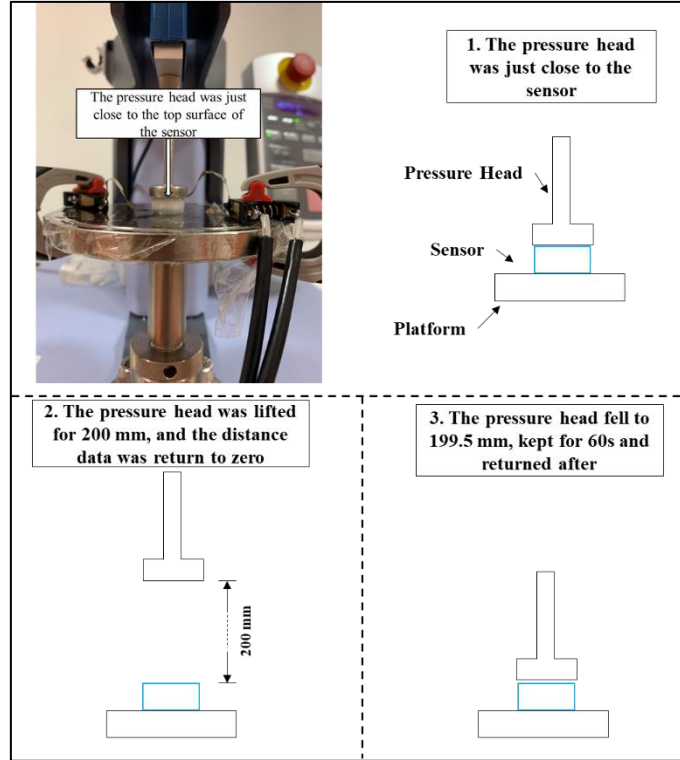 The pressure head was just
close to the top surface of
the sensor
1. The pressure head
was just close to the
sensor
Pressure Head
Sensor
Platform
2. The pressure head was lifted
for 200 mm, and the distance
data was return to zero
200 mm
3. The pressure head fell to
199.5 mm, kept for 60s and
returned after